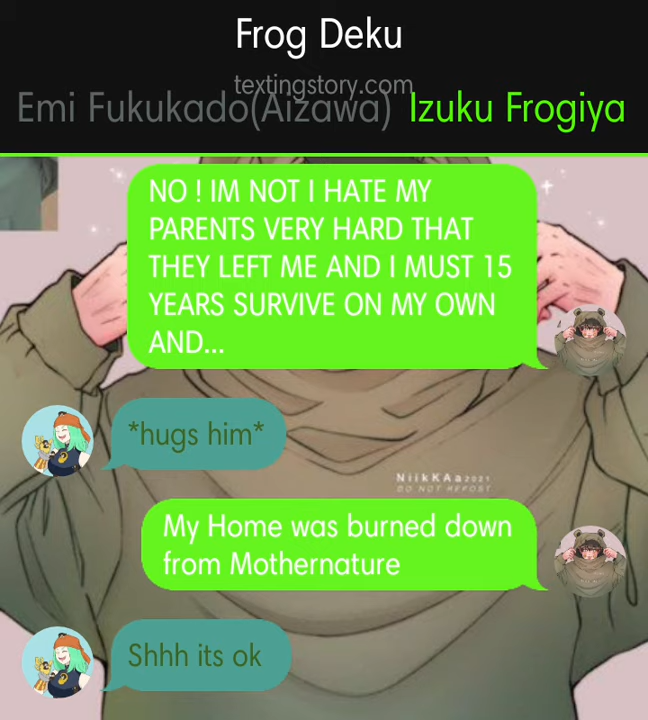 Frog Deku
textingstory.com
Emi Fukukado(Aizawa) Izuku Frogiya
NO ! IM NOT I HATE MY
PARENTS VERY HARD THAT
THEY LEFT ME AND I MUST 15
YEARS SURVIVE ON MY OWN
AND...
*hugs him*
NiikKAa2021
DO NOT REPOST
My Home was burned down
from Mothernature
Shhh its ok